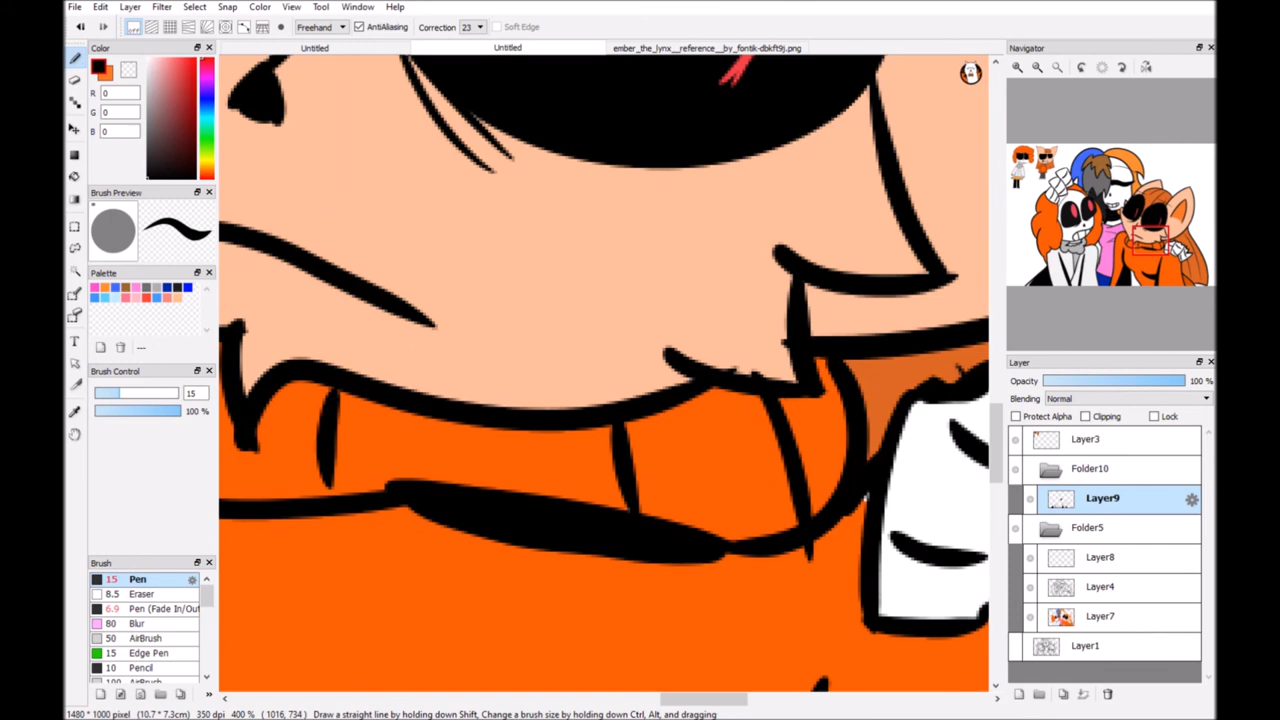 File Edit Layer Filter Select Snap Color View Tool Window Help
OFF Freehand AntiAliasing Correction 23 Soft Edge
Color Untitled Untitled ember_the_lynx__reference__by_fontik-dbkft9j.png Navigator
R 0
G 0
B 0
Brush Preview
Palette
---
Brush Control
15
100 %
Brush
15 Pen
8.5 Eraser
6.9 Pen (Fade In/Out
80 Blur
50 AirBrush
15 Edge Pen
10 Pencil
100 AirBrush
Layer
Opacity 100 %
Blending Normal
Protect Alpha Clipping Lock
Layer3
Folder10
Layer9
Folder5
Layer8
Layer4
Layer7
Layer1
1480 * 1000 pixel (10.7 * 7.3cm) 350 dpi 400 % ( 1016, 734 ) Draw a straight line by holding down Shift, Change a brush size by holding down Ctrl, Alt, and dragging